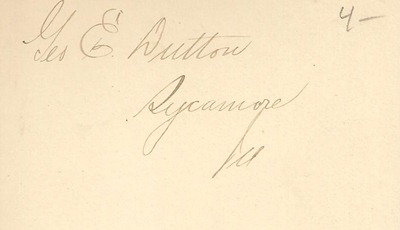 4-
Geo E. Dutton
Sycamore
Ill